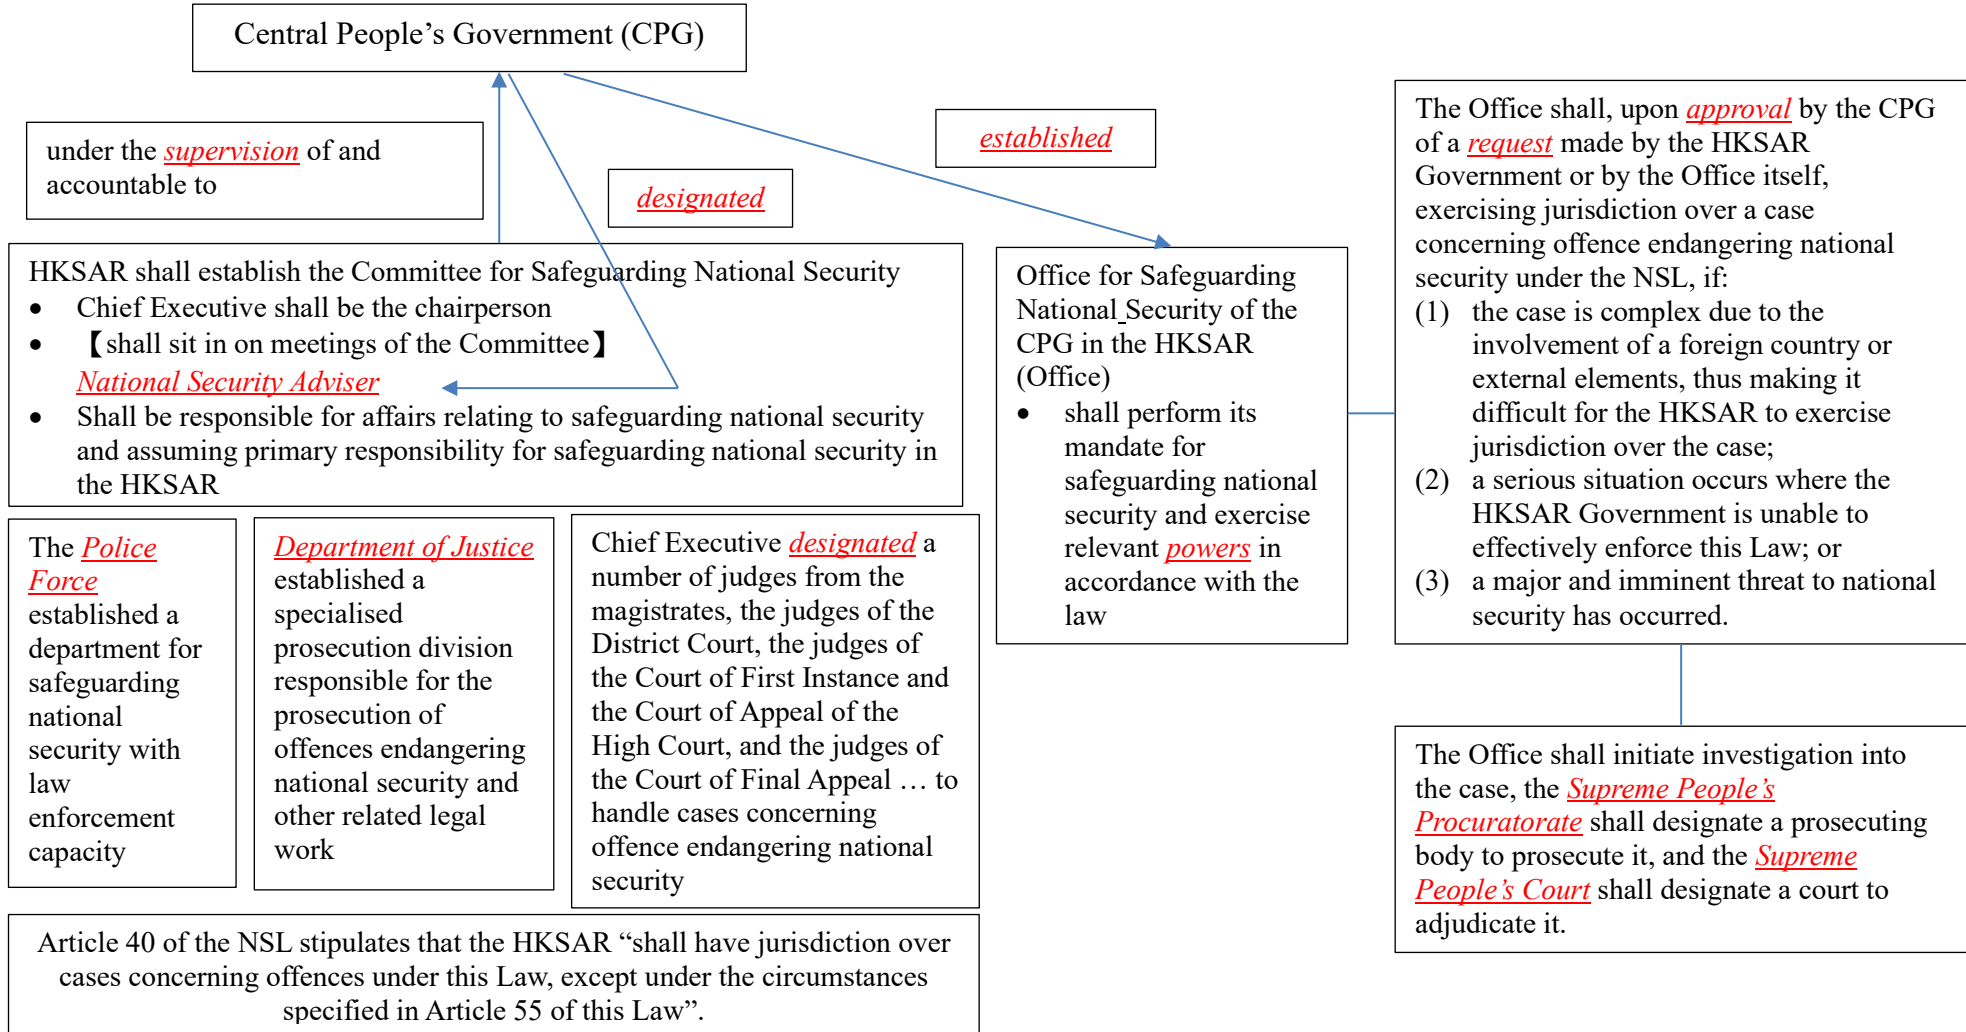 Central People’s Government (CPG)
under the supervision of and
accountable to
designated
established
HKSAR shall establish the Committee for Safeguarding National Security
• Chief Executive shall be the chairperson
• 【shall sit in on meetings of the Committee】
National Security Adviser
• Shall be responsible for affairs relating to safeguarding national security
and assuming primary responsibility for safeguarding national security in
the HKSAR
The Police
Force
established a
department for
safeguarding
national
security with
law
enforcement
capacity
Department of Justice
established a
specialised
prosecution division
responsible for the
prosecution of
offences endangering
national security and
other related legal
work
Chief Executive designated a
number of judges from the
magistrates, the judges of the
District Court, the judges of
the Court of First Instance and
the Court of Appeal of the
High Court, and the judges of
the Court of Final Appeal … to
handle cases concerning
offence endangering national
security
Article 40 of the NSL stipulates that the HKSAR “shall have jurisdiction over
cases concerning offences under this Law, except under the circumstances
specified in Article 55 of this Law”.
Office for Safeguarding
National Security of the
CPG in the HKSAR
(Office)
• shall perform its
mandate for
safeguarding national
security and exercise
relevant powers in
accordance with the
law
The Office shall, upon approval by the CPG
of a request made by the HKSAR
Government or by the Office itself,
exercising jurisdiction over a case
concerning offence endangering national
security under the NSL, if:
(1) the case is complex due to the
involvement of a foreign country or
external elements, thus making it
difficult for the HKSAR to exercise
jurisdiction over the case;
(2) a serious situation occurs where the
HKSAR Government is unable to
effectively enforce this Law; or
(3) a major and imminent threat to national
security has occurred.
The Office shall initiate investigation into
the case, the Supreme People’s
Procuratorate shall designate a prosecuting
body to prosecute it, and the Supreme
People’s Court shall designate a court to
adjudicate it.